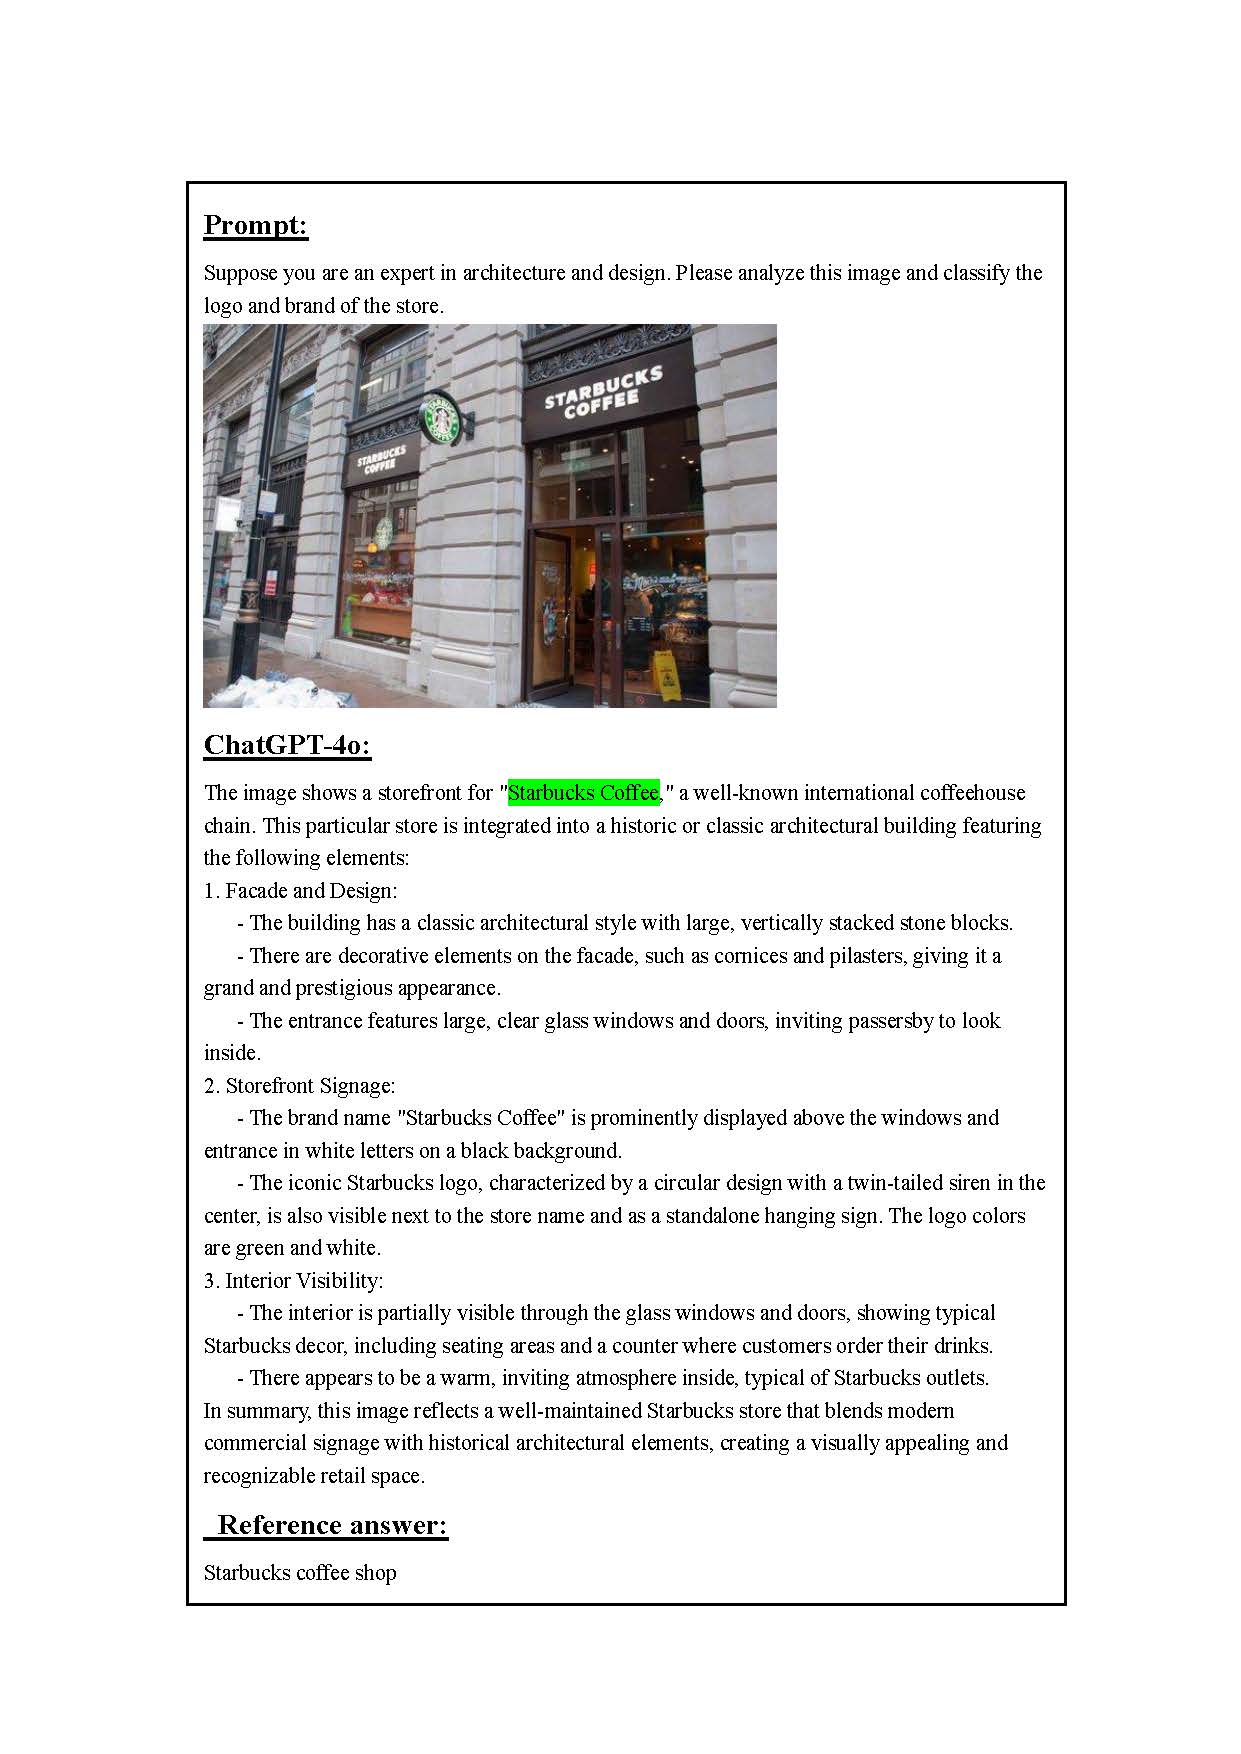 Prompt:
Suppose you are an expert in architecture and design. Please analyze this image and classify the
logo and brand of the store.
STARBUCKS
COFFEE
STARBUCKS
COFFEE
STARBUCKS
COFFEE
ChatGPT-4o:
The image shows a storefront for "Starbucks Coffee," a well-known international coffeehouse
chain. This particular store is integrated into a historic or classic architectural building featuring
the following elements:
1. Facade and Design:
- The building has a classic architectural style with large, vertically stacked stone blocks.
- There are decorative elements on the facade, such as cornices and pilasters, giving it a
grand and prestigious appearance.
- The entrance features large, clear glass windows and doors, inviting passersby to look
inside.
2. Storefront Signage:
- The brand name "Starbucks Coffee" is prominently displayed above the windows and
entrance in white letters on a black background.
- The iconic Starbucks logo, characterized by a circular design with a twin-tailed siren in the
center, is also visible next to the store name and as a standalone hanging sign. The logo colors
are green and white.
3. Interior Visibility:
- The interior is partially visible through the glass windows and doors, showing typical
Starbucks decor, including seating areas and a counter where customers order their drinks.
- There appears to be a warm, inviting atmosphere inside, typical of Starbucks outlets.
In summary, this image reflects a well-maintained Starbucks store that blends modern
commercial signage with historical architectural elements, creating a visually appealing and
recognizable retail space.
Reference answer:
Starbucks coffee shop